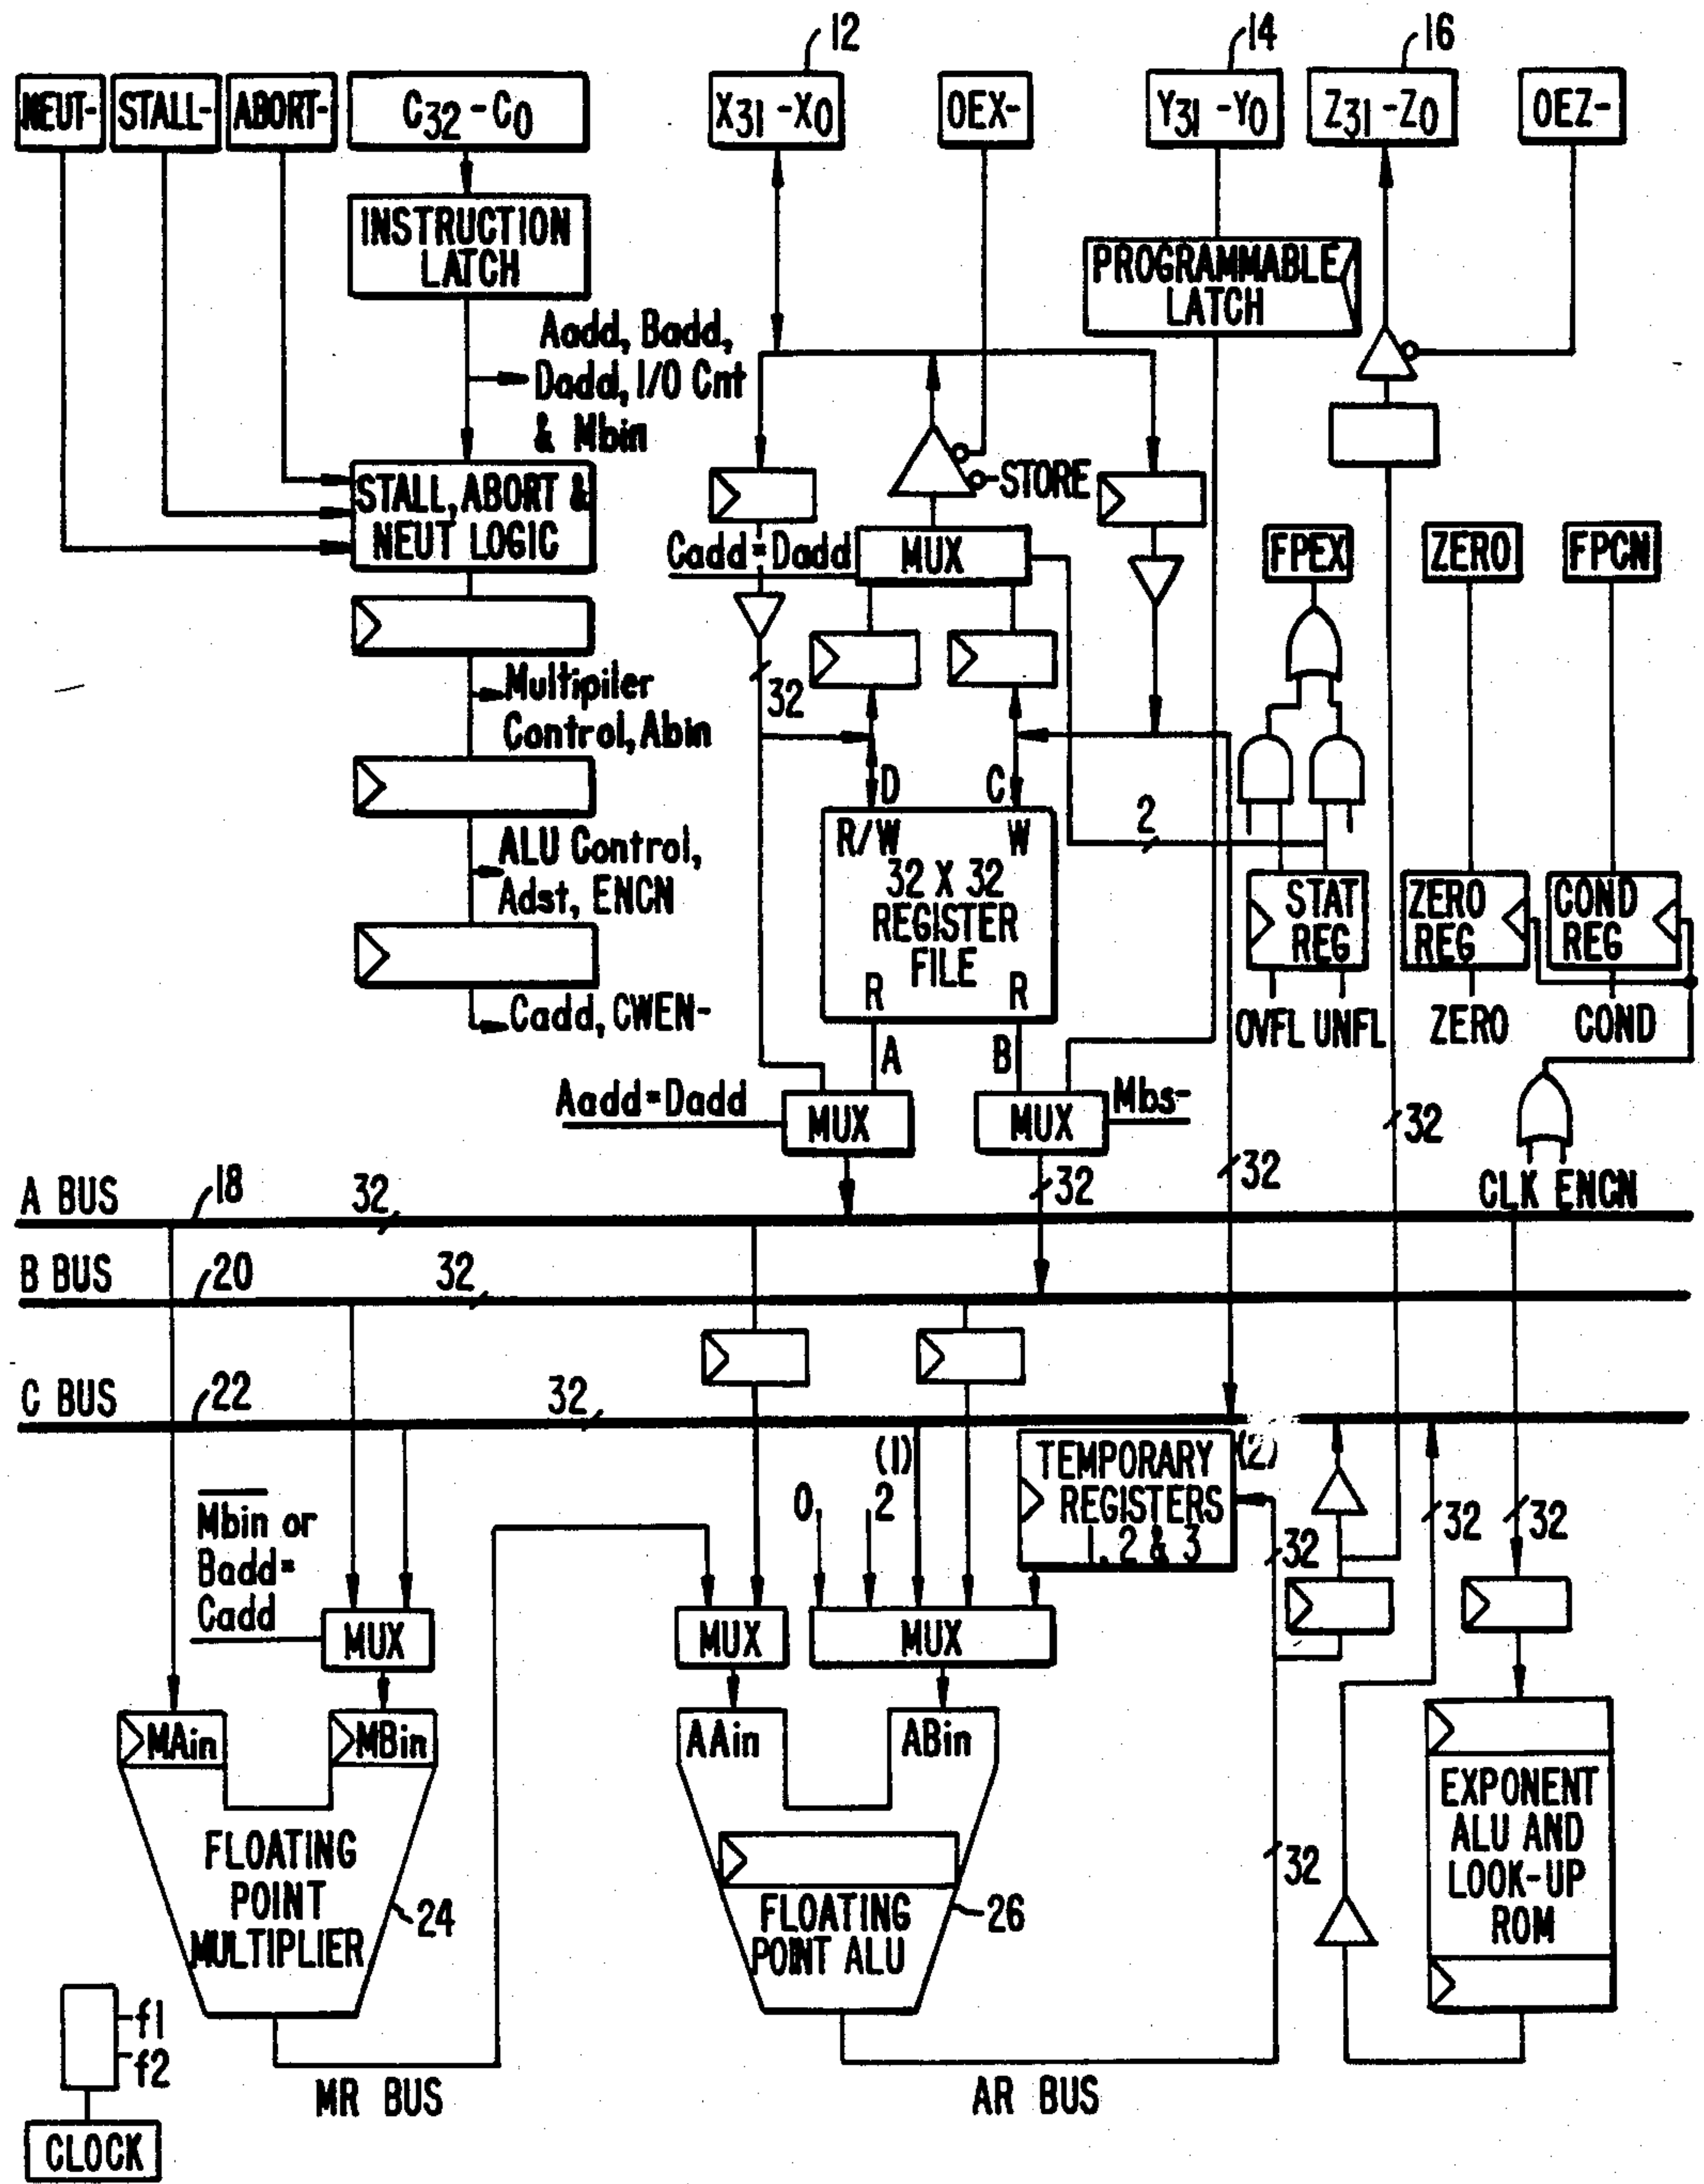 12
14
16
NEUT-
STALL-
ABORT-
C32-C0
X31-X0
OEX-
Y31-Y0
Z31-Z0
OEZ-
INSTRUCTION
LATCH
PROGRAMMABLE
LATCH
Aadd, Badd,
Dadd, I/O Cnt
& Mbin
STALL, ABORT &
NEUT LOGIC
STORE
Cadd=Dadd
MUX
FPEX
ZERO
FPCN
Multipiler
Control, Abin
32
D
C
2
R/W
W
32 X 32
REGISTER
FILE
R
R
ALU Control,
Adst, ENCN
STAT
REG
ZERO
REG
COND
REG
Cadd, CWEN-
OVFL UNFL
ZERO
COND
A
B
Aadd=Dadd
MUX
MUX
Mbs-
32
32
32
CLK ENCN
A BUS
18
32
B BUS
20
32
C BUS
22
32
(1)
(2)
0
2
TEMPORARY
REGISTERS
1, 2 & 3
32
32
32
Mbin or
Badd=
Cadd
MUX
MUX
MUX
MAin
MBin
AAin
ABin
FLOATING
POINT
MULTIPLIER
24
FLOATING
POINT ALU
26
32
EXPONENT
ALU AND
LOOK-UP
ROM
f1
f2
MR BUS
AR BUS
CLOCK